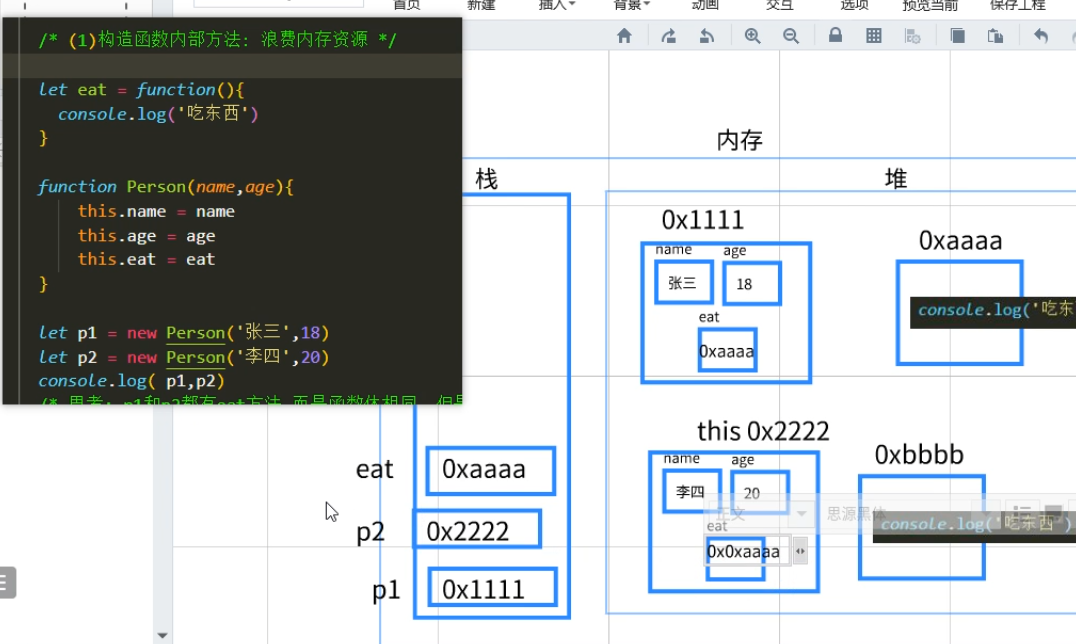 首页 新建 插入 背景 动画 交互 选项 预览当前 保存工程
/* (1)构造函数内部方法: 浪费内存资源 */
let eat = function(){
console.log('吃东西')
}
function Person(name,age){
this.name = name
this.age = age
this.eat = eat
}
let p1 = new Person('张三',18)
let p2 = new Person('李四',20)
console.log( p1,p2)
/* 思考: p1和p2都有eat方法,而且函数体相同
内存
栈
堆
0x1111
name
age
张三
18
eat
0xaaaa
0xaaaa
console.log('吃东
this 0x2222
name
age
李四
20
正文
思源黑体
eat
0x0xaaaa
0xbbbb
console.log('吃东西')
eat
0xaaaa
p2
0x2222
p1
0x1111